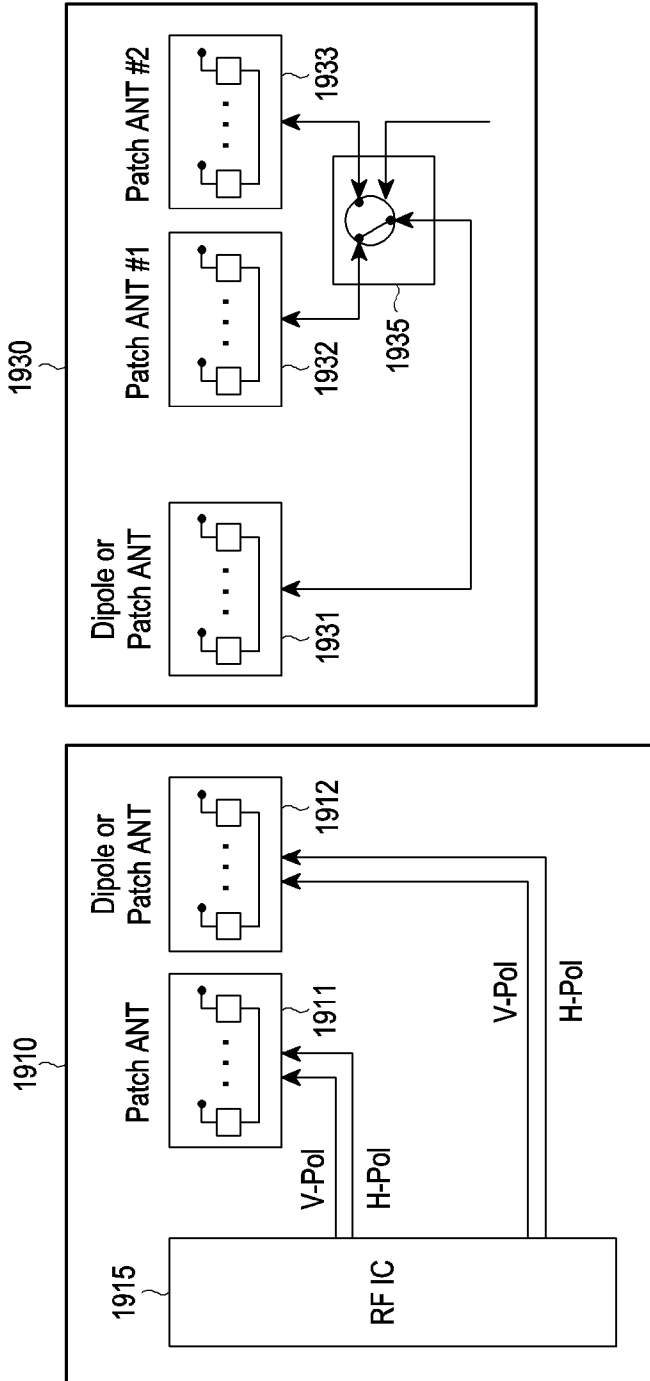 1910
Patch ANT
Dipole or
Patch ANT
1915
RF IC
V-Pol
H-Pol
1911
1912
V-Pol
H-Pol
1930
Dipole or
Patch ANT
Patch ANT #1
Patch ANT #2
1931
1932
1933
1935